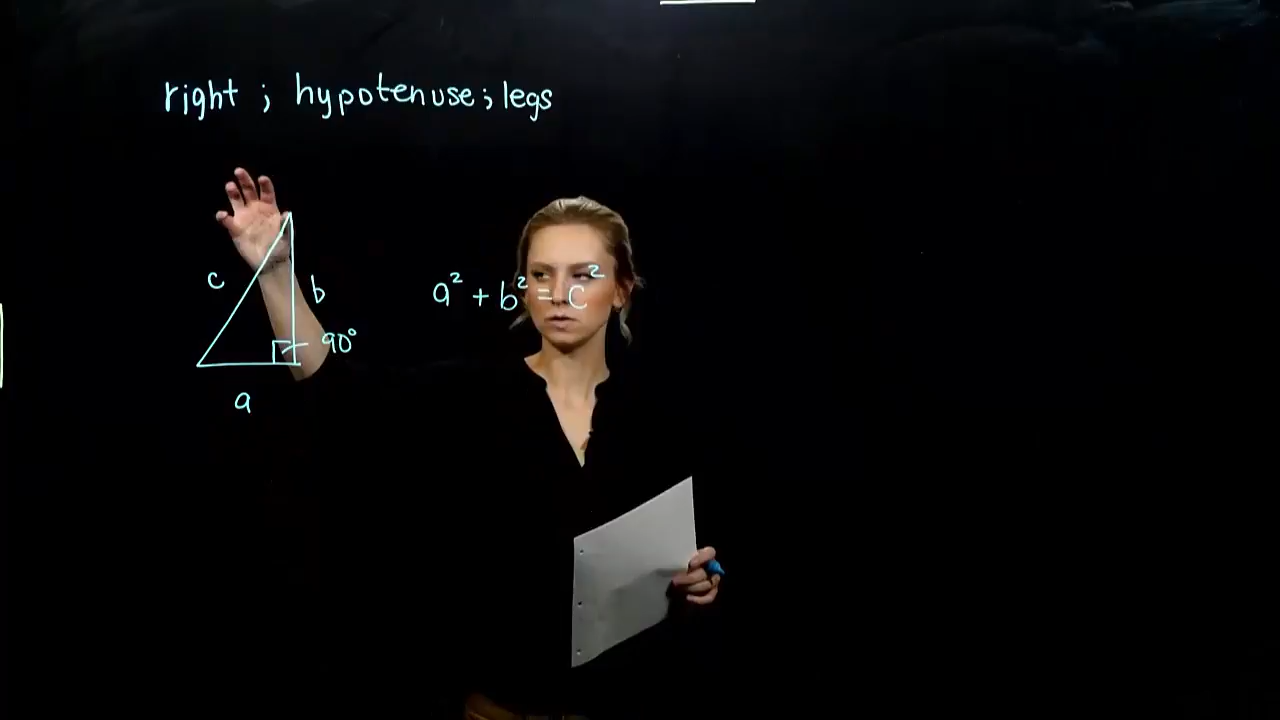 right ; hypotenuse ; legs
c
b
a² + b² = c²
90°
a